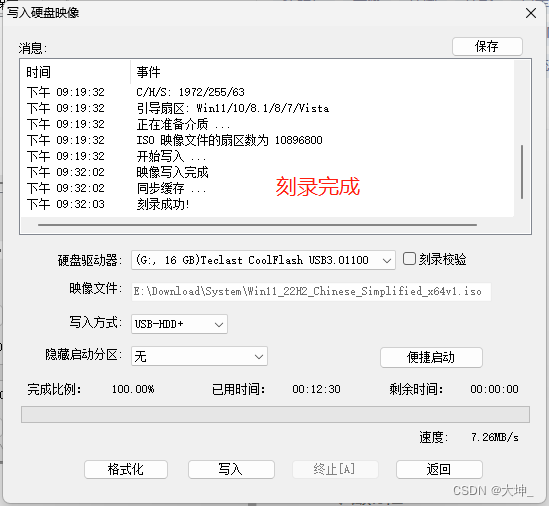 写入硬盘映像
消息:
保存
时间 事件
下午 09:19:32 C/H/S: 1972/255/63
下午 09:19:32 引导扇区: Win11/10/8.1/8/7/Vista
下午 09:19:32 正在准备介质 ...
下午 09:19:32 ISO 映像文件的扇区数为 10896800
下午 09:19:32 开始写入 ...
下午 09:32:02 映像写入完成
下午 09:32:02 同步缓存 ...
下午 09:32:03 刻录成功!
刻录完成
硬盘驱动器: (G:, 16 GB)Teclast CoolFlash USB3.01100 刻录校验
映像文件: E:\Download\System\Win11_22H2_Chinese_Simplified_x64v1.iso
写入方式: USB-HDD+
隐藏启动分区: 无 便捷启动
完成比例: 100.00% 已用时间: 00:12:30 剩余时间: 00:00:00
速度: 7.26MB/s
格式化 写入 终止[A] 返回
CSDN @大坤_